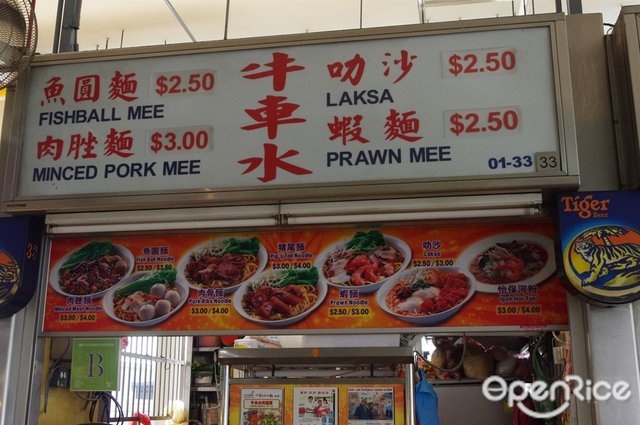 魚圓麵 $2.50
FISHBALL MEE
肉脞麵 $3.00
MINCED PORK MEE
牛車水
叻沙 $2.50
LAKSA
蝦麵 $2.50
PRAWN MEE
01-33 33
Tiger
Beer
魚圓麵
Fish Ball Noodle
$2.50 / $3.00
豬尾麵
Pig's Tail Noodle
$3.00 / $4.00
叻沙
Laksa
$2.50 / $3.00
肉脞麵
Minced Meat Noodle
$3.00 / $4.00
Pork Ribs Noodle
$3.00 / $4.00
蝦麵
Prawn Noodle
$2.50 / $3.00
怡保河粉
Ipoh Hor Fun
$3.00 / $4.00
B
OpenRice